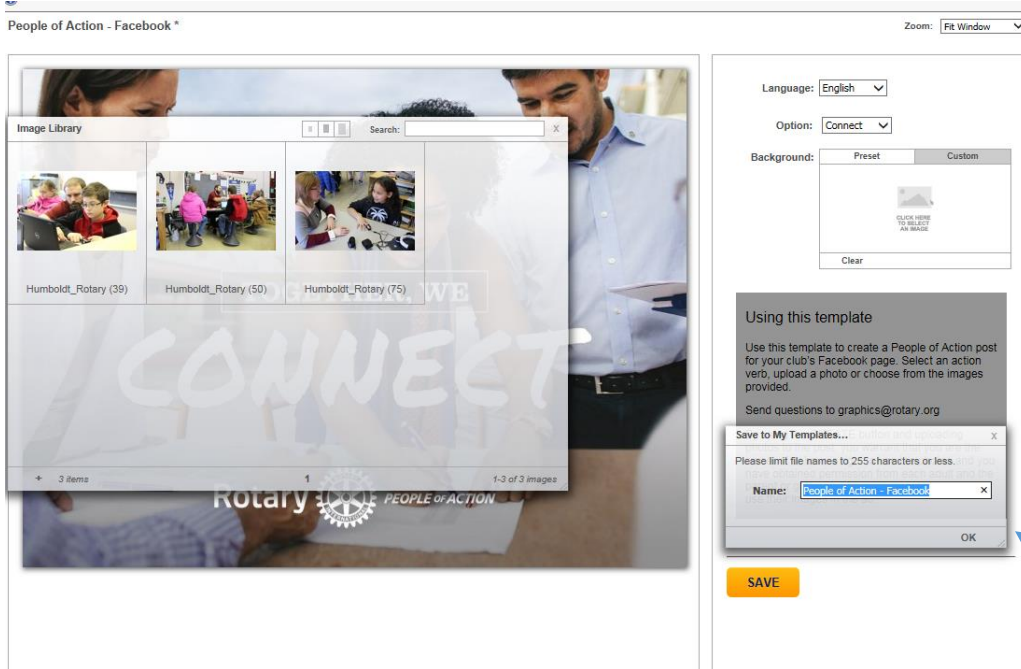 People of Action - Facebook *
Zoom: Fit Window
Image Library
Search:
X
Humboldt_Rotary (39)
Humboldt_Rotary (50)
Humboldt_Rotary (75)
TOGETHER, WE
CONNECT
+ 3 items
1
1-3 of 3 images
Rotary
PEOPLE OF ACTION
Language: English
Option: Connect
Background:
Preset
Custom
CLICK HERE
TO SELECT
AN IMAGE
Clear
Using this template
Use this template to create a People of Action post
for your club's Facebook page. Select an action
verb, upload a photo or choose from the images
provided.
Send questions to graphics@rotary.org
Save to My Templates...
X
Please limit file names to 255 characters or less.
Name: People of Action - Facebook ×
OK
SAVE